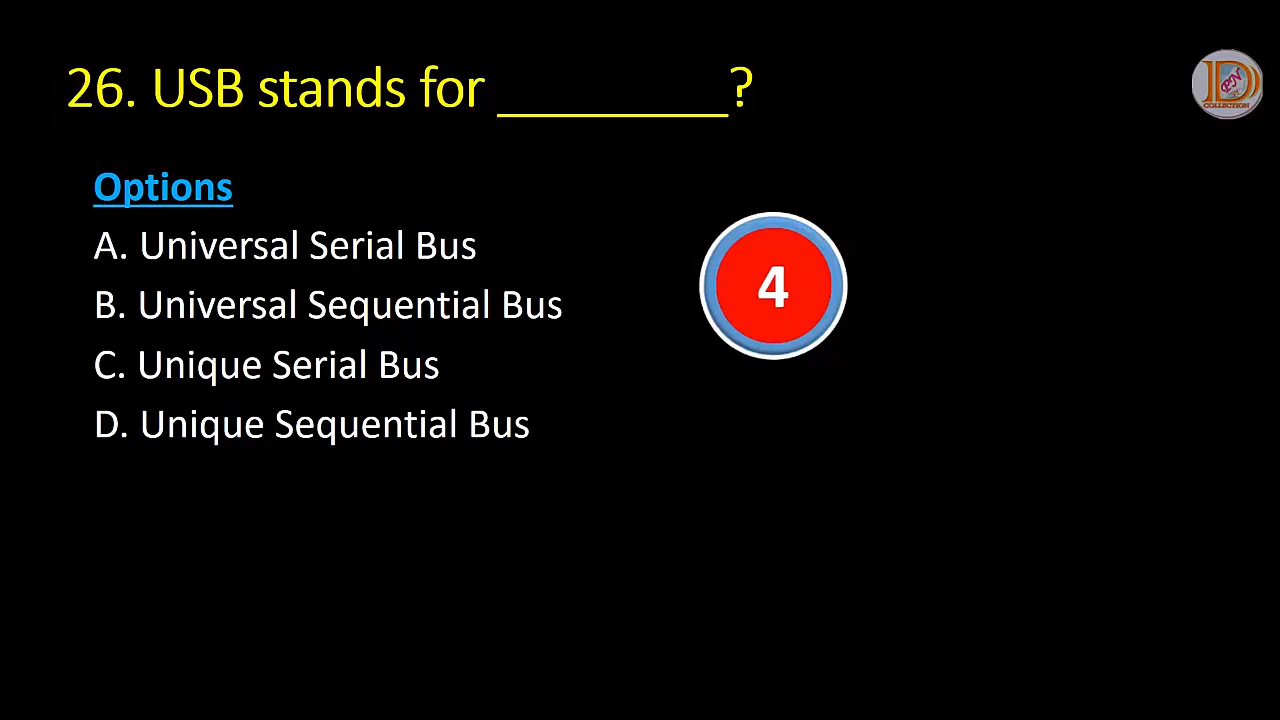 26. USB stands for ________?
Options
A. Universal Serial Bus
4
B. Universal Sequential Bus
C. Unique Serial Bus
D. Unique Sequential Bus
D
COLLECTION